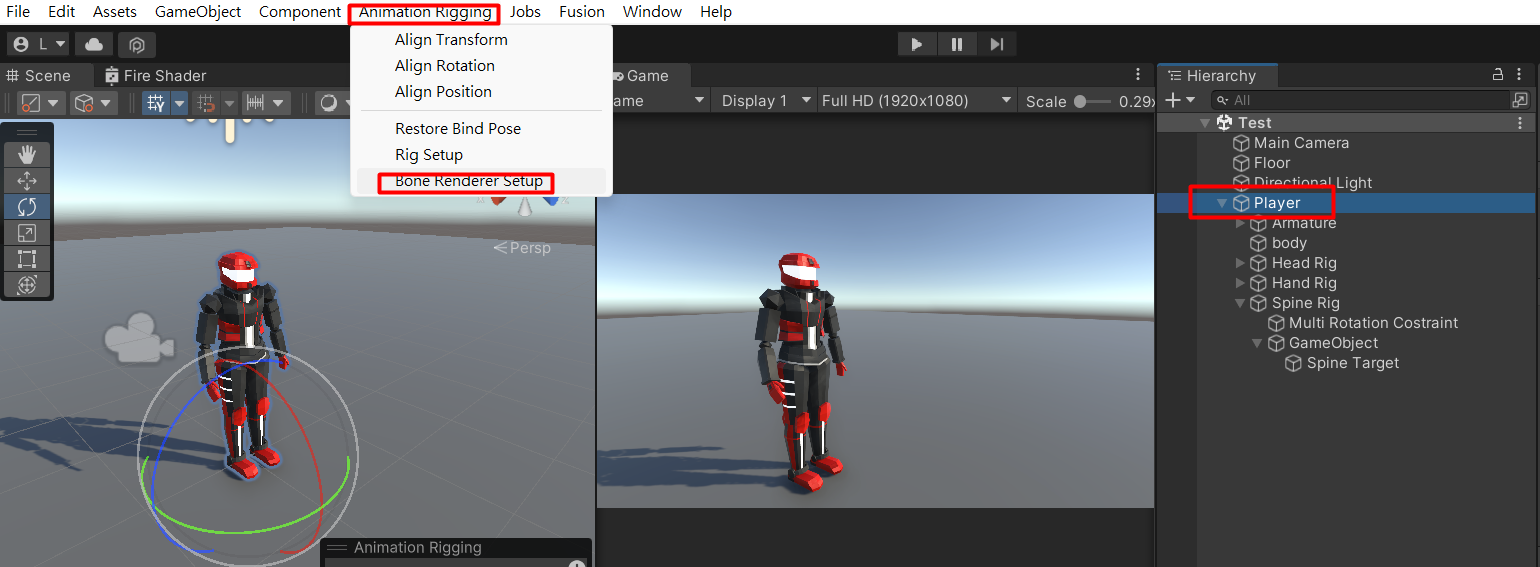 File Edit Assets GameObject Component Animation Rigging Jobs Fusion Window Help
L
Align Transform
Align Rotation
Align Position
Restore Bind Pose
Rig Setup
Bone Renderer Setup
Scene Fire Shader
Game
Display 1 Full HD (1920x1080) Scale 0.29x
Y
Persp
Animation Rigging
Hierarchy
All
Test
Main Camera
Floor
Directional Light
Player
Armature
body
Head Rig
Hand Rig
Spine Rig
Multi Rotation Costraint
GameObject
Spine Target